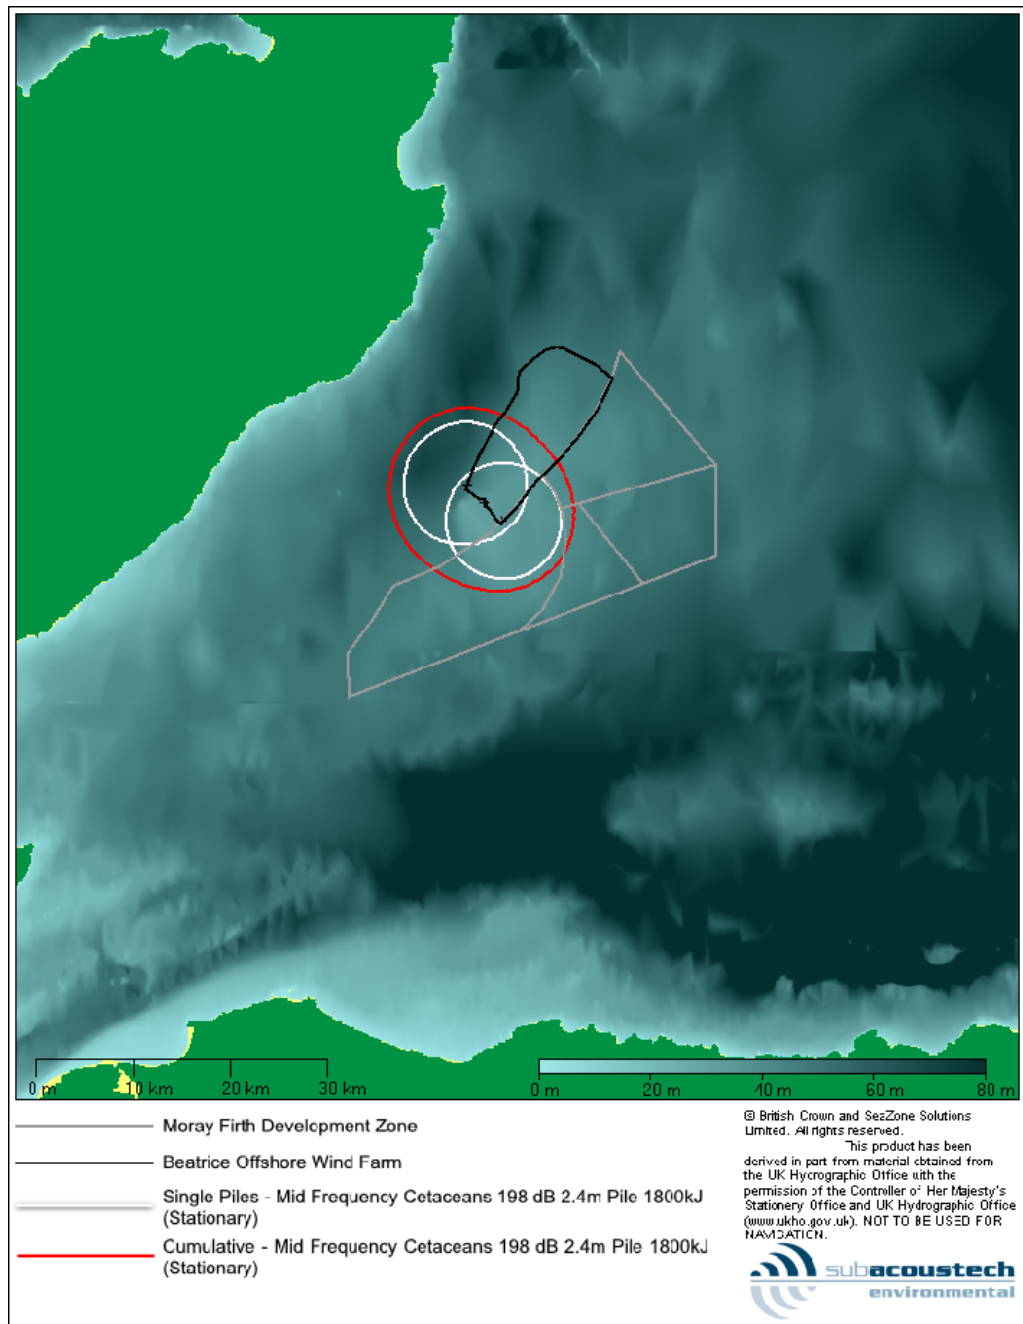 0 m 10 km 20 km 30 km
0 m 20 m 40 m 60 m 80 m
Moray Firth Development Zone
Beatrice Offshore Wind Farm
Single Piles - Mid Frequency Cetaceans 198 dB 2.4m Pile 1800kJ
(Stationary)
Cumulative - Mid Frequency Cetaceans 198 dB 2.4m Pile 1800kJ
(Stationary)
© British Crown and SeaZone Solutions
Limited. All rights reserved.
This product has been
derived in part from material obtained from
the UK Hydrographic Office with the
permission of the Controller of Her Majesty's
Stationery Office and UK Hydrographic Office
(www.ukho.gov.uk). NOT TO BE USED FOR
NAVIGATION.
subacoustech
environmental